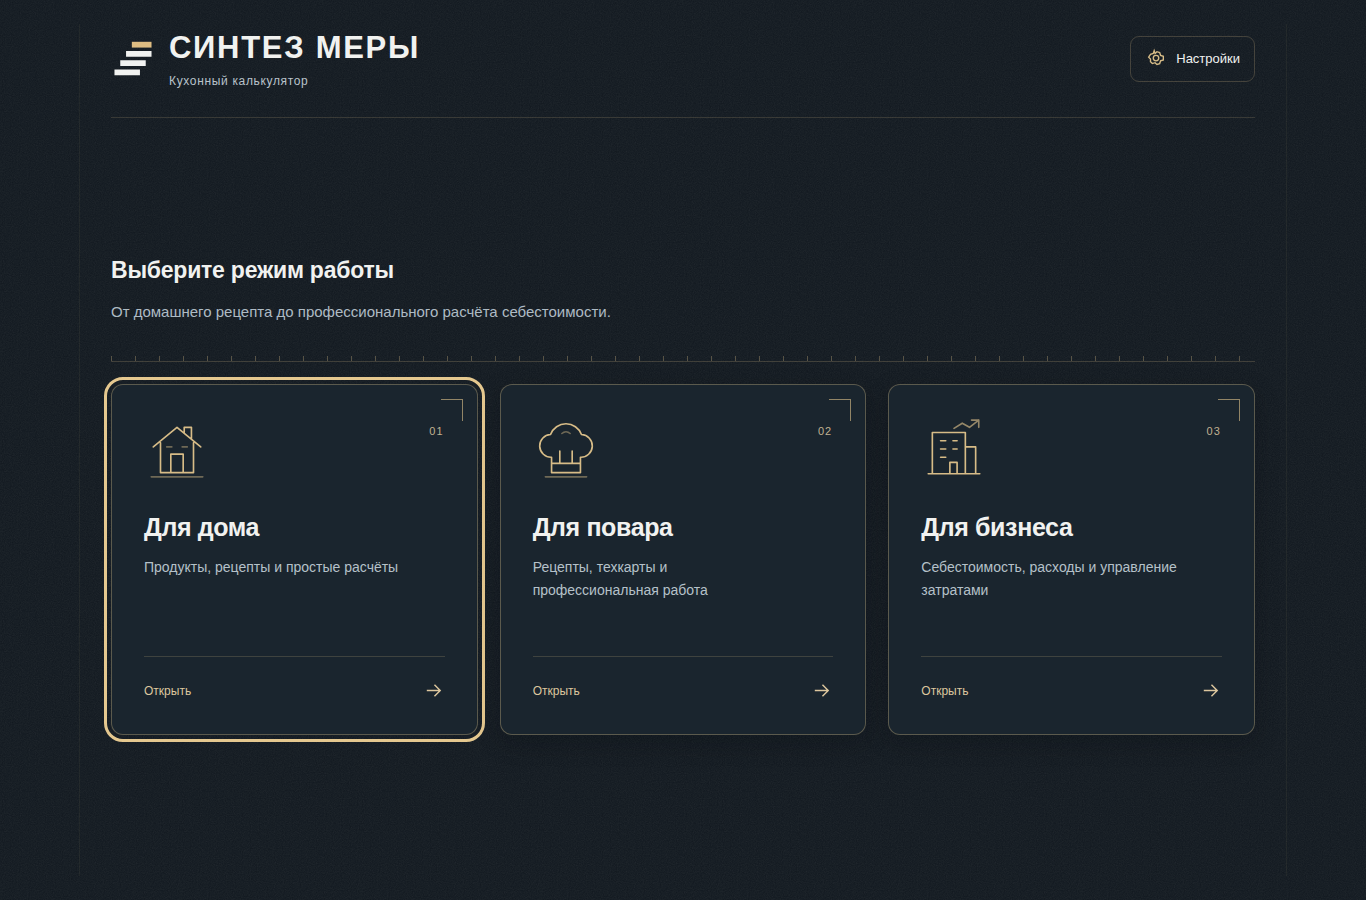 СИНТЕЗ МЕРЫ
Кухонный калькулятор
Настройки
Выберите режим работы
От домашнего рецепта до профессионального расчёта себестоимости.
01
Для дома
Продукты, рецепты и простые расчёты
Открыть
02
Для повара
Рецепты, техкарты и
профессиональная работа
Открыть
03
Для бизнеса
Себестоимость, расходы и управление
затратами
Открыть